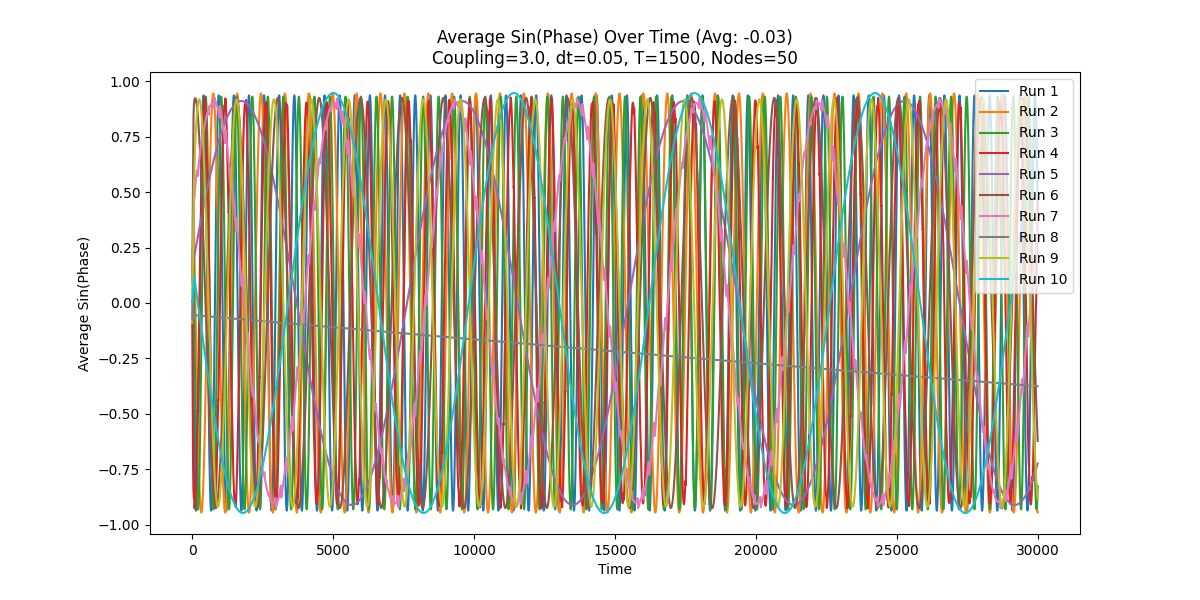 Average Sin(Phase) Over Time (Avg: -0.03)
Coupling=3.0, dt=0.05, T=1500, Nodes=50
1.00
0.75
0.50
0.25
0.00
−0.25
−0.50
−0.75
−1.00
Average Sin(Phase)
Run 1
Run 2
Run 3
Run 4
Run 5
Run 6
Run 7
Run 8
Run 9
Run 10
0 5000 10000 15000 20000 25000 30000
Time